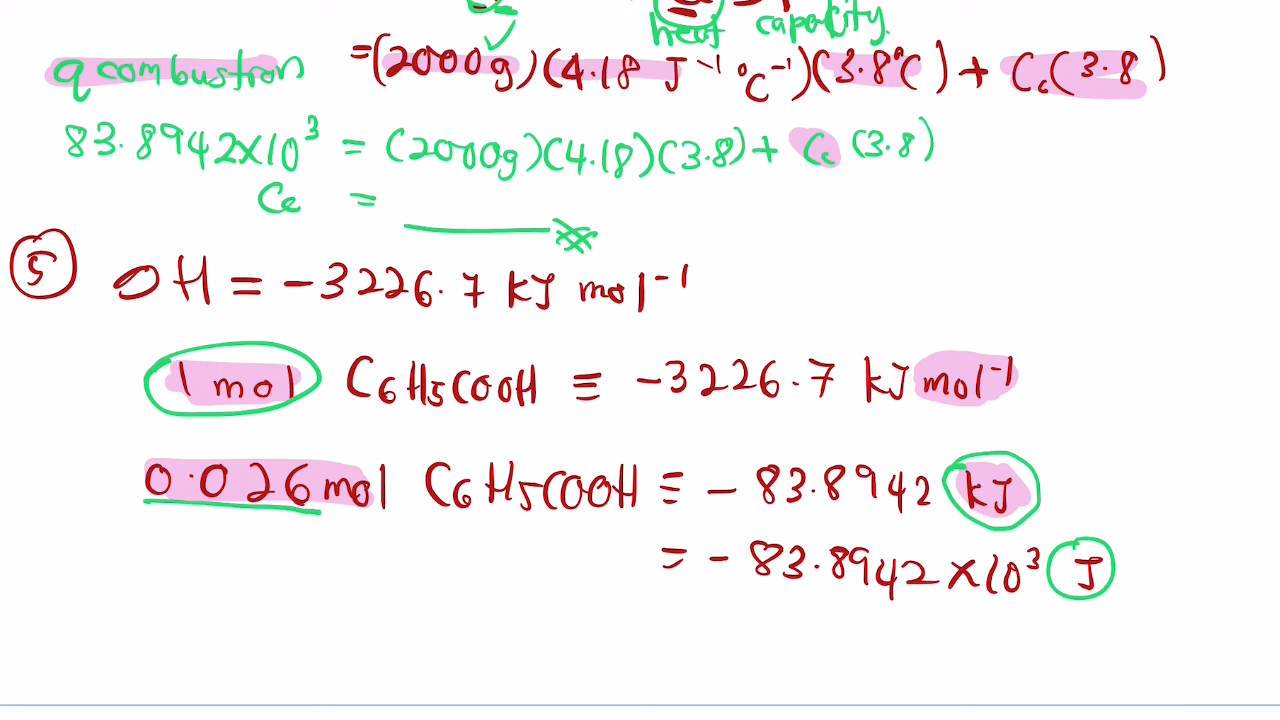 heat capacity.
q combustion = (2000g)(4.18 J⁻¹ °C⁻¹)(3.8°C) + Cc(3.8)
83.8942×10³ = (2000g)(4.18)(3.8) + Cc (3.8)
Cc =
5 ΔH = -3226.7 kJ mol⁻¹
1 mol C6H5COOH ≡ -3226.7 kJ mol⁻¹
0.026 mol C6H5COOH ≡ - 83.8942 kJ
= - 83.8942 ×10³ J